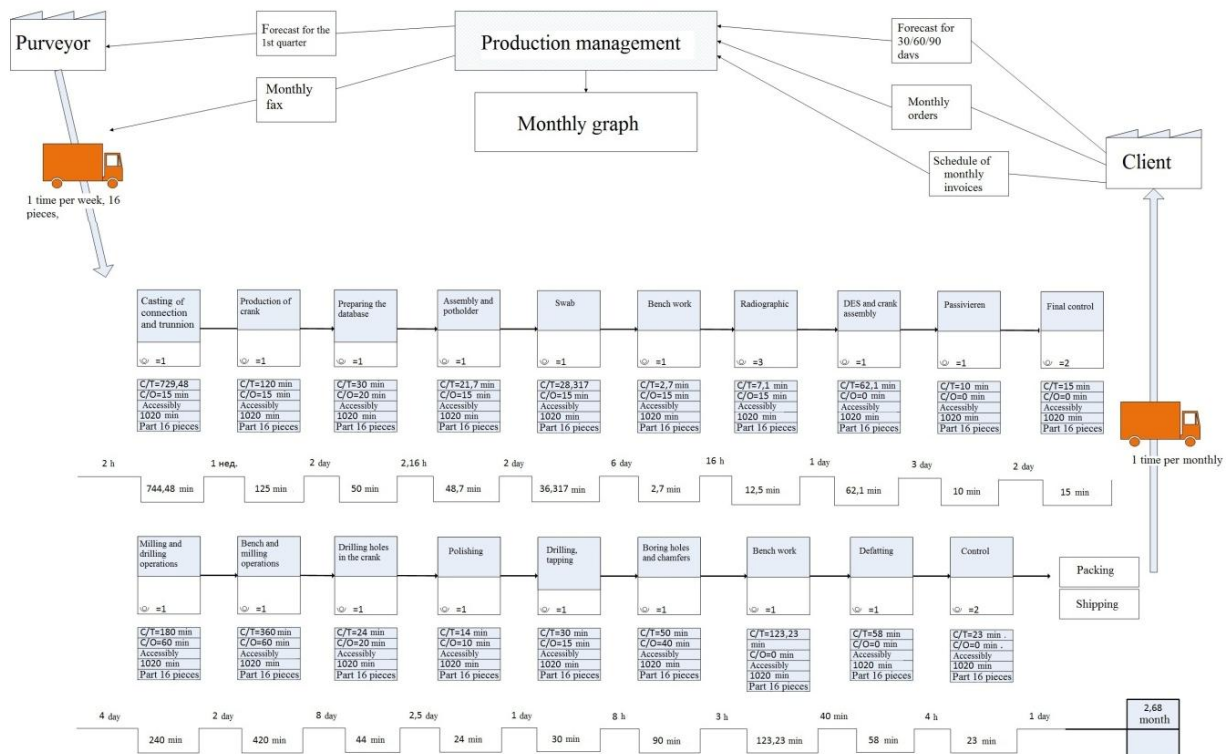 Purveyor
Forecast for the
1st quarter
Production management
Forecast for
30/60/90
days
Monthly
fax
Monthly graph
Monthly
orders
Schedule of
monthly
invoices
Client
1 time per week, 16
pieces,
Casting of
connection
and trunnion
=1
C/T=729,48
C/O=15 min
Accessibly
1020 min
Part 16 pieces
Production of
crank
=1
C/T=120 min
C/O=15 min
Accessibly
1020 min
Part 16 pieces
Preparing the
database
=1
C/T=30 min
C/O=20 min
Accessibly
1020 min
Part 16 pieces
Assembly and
potholder
=1
C/T=21,7 min
C/O=15 min
Accessibly
1020 min
Part 16 pieces
Swab
=1
C/T=28,317
C/O=15 min
Accessibly
1020 min
Part 16 pieces
Bench work
=1
C/T=2,7 min
C/O=15 min
Accessibly
1020 min
Part 16 pieces
Radiographic
=3
C/T=7,1 min
C/O=15 min
Accessibly
1020 min
Part 16 pieces
DES and crank
assembly
=1
C/T=62,1 min
C/O=0 min
Accessibly
1020 min
Part 16 pieces
Passivieren
=1
C/T=10 min
C/O=0 min
Accessibly
1020 min
Part 16 pieces
Final control
=2
C/T=15 min
C/O=0 min
Accessibly
1020 min
Part 16 pieces
1 time per monthly
2 h 1 нед. 2 day 2,16 h 2 day 6 day 16 h 1 day 3 day 2 day
744,48 min 125 min 50 min 48,7 min 36,317 min 2,7 min 12,5 min 62,1 min 10 min 15 min
Milling and
drilling
operations
=1
C/T=180 min
C/O=60 min
Accessibly
1020 min
Part 16 pieces
Bench and
milling
operations
=1
C/T=360 min
C/O=60 min
Accessibly
1020 min
Part 16 pieces
Drilling holes
in the crank
=1
C/T=24 min
C/O=20 min
Accessibly
1020 min
Part 16 pieces
Polishing
=1
C/T=14 min
C/O=10 min
Accessibly
1020 min
Part 16 pieces
Drilling,
tapping
=1
C/T=30 min
C/O=15 min
Accessibly
1020 min
Part 16 pieces
Boring holes
and chamfers
=1
C/T=50 min
C/O=40 min
Accessibly
1020 min
Part 16 pieces
Bench work
=1
C/T=123,23
min
C/O=0 min
Accessibly
1020 min
Part 16 pieces
Defatting
=1
C/T=58 min
C/O=0 min
Accessibly
1020 min
Part 16 pieces
Control
=2
C/T=23 min .
C/O=0 min .
Accessibly
1020 min
Part 16 pieces
Packing
Shipping
4 day 2 day 8 day 2,5 day 1 day 8 h 3 h 40 min 4 h 1 day
240 min 420 min 44 min 24 min 30 min 90 min 123,23 min 58 min 23 min
2,68
month